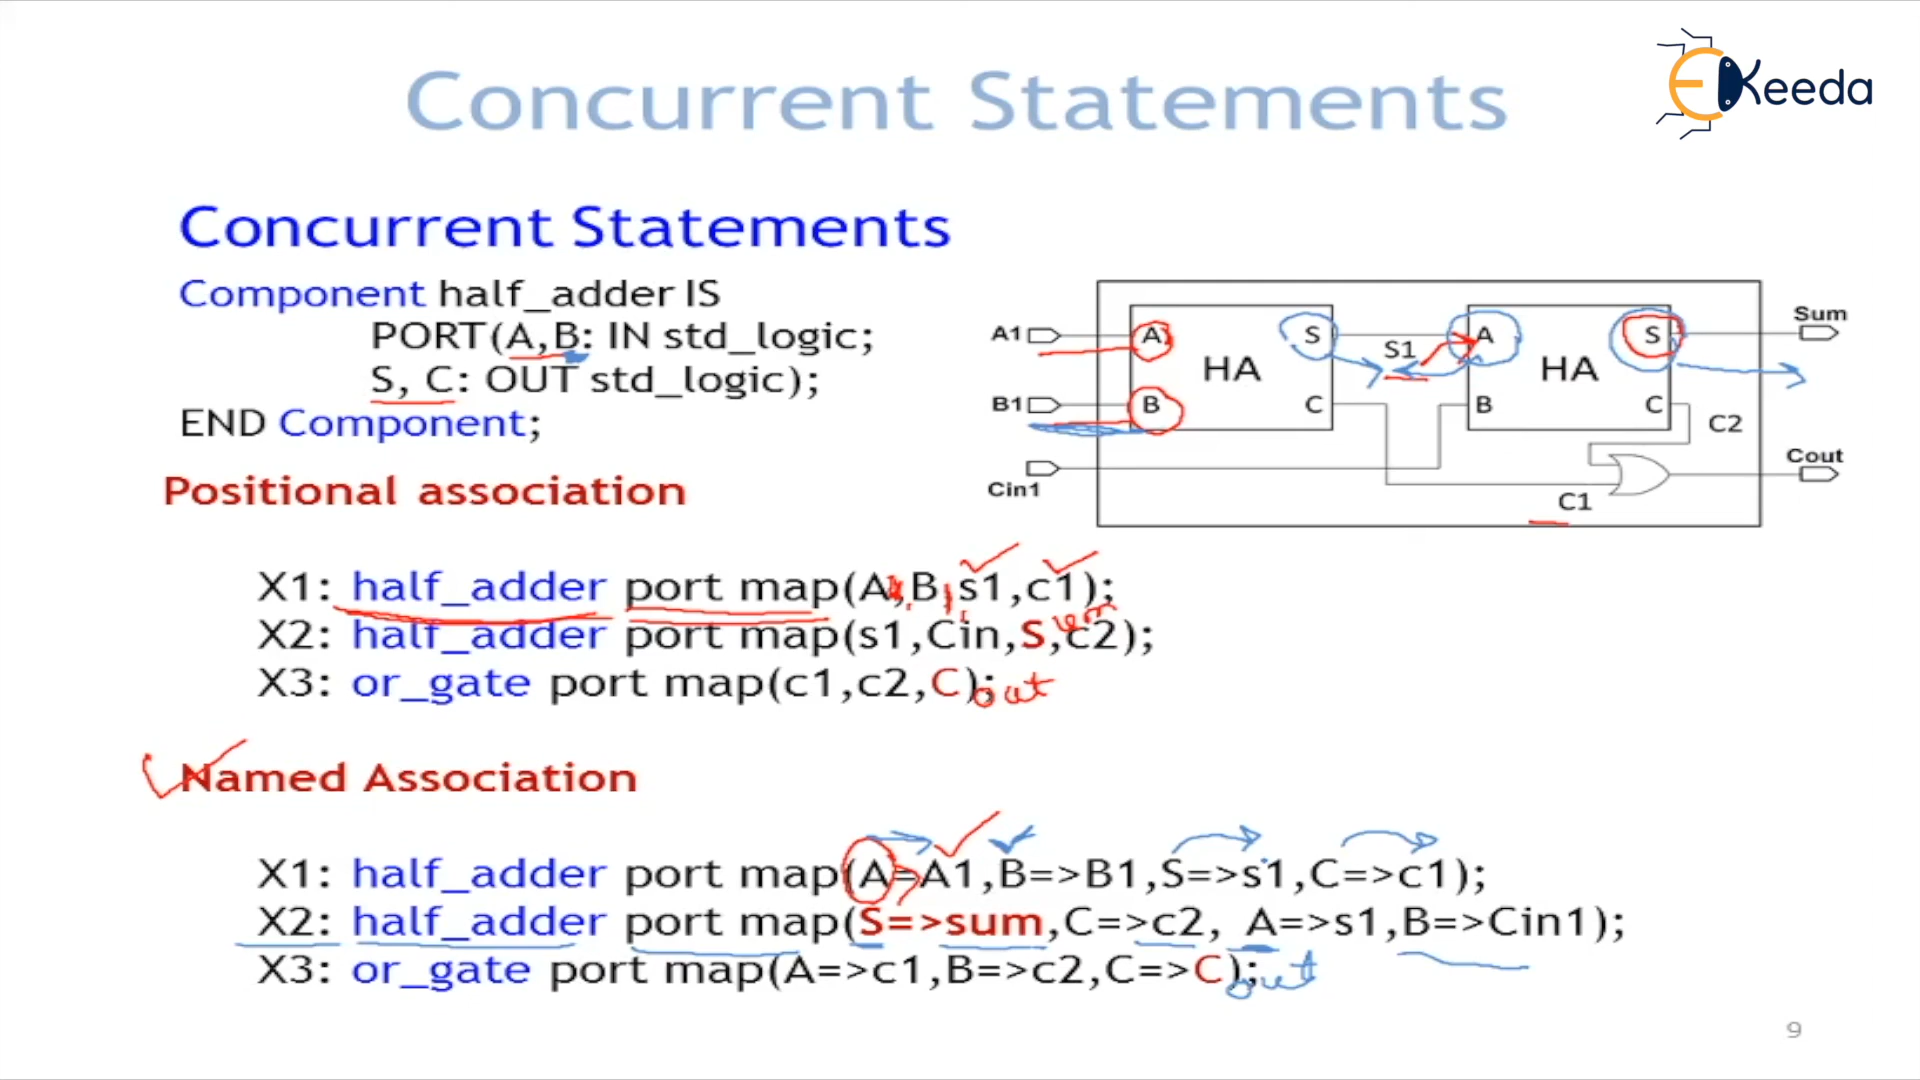 Concurrent Statements
EKeeda
Concurrent Statements
Component half_adder IS
PORT(A,B: IN std_logic;
S, C: OUT std_logic);
END Component;
A1
B1
Cin1
A
B
HA
S
C
S1
A
B
HA
S
C
C2
C1
Sum
Cout
Positional association
X1: half_adder port map(A1,B1,s1,c1);
X2: half_adder port map(s1,Cin,Sum,c2);
X3: or_gate port map(c1,c2,C);
out
Named Association
X1: half_adder port map(A=>A1,B=>B1,S=>s1,C=>c1);
X2: half_adder port map(S=>sum,C=>c2, A=>s1,B=>Cin1);
X3: or_gate port map(A=>c1,B=>c2,C=>C);
out
9